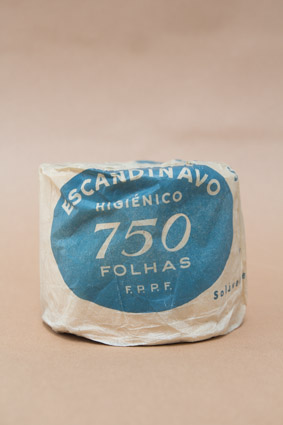 ESCANDINAVO
HIGIÉNICO
750
FOLHAS
F.P.P.F.